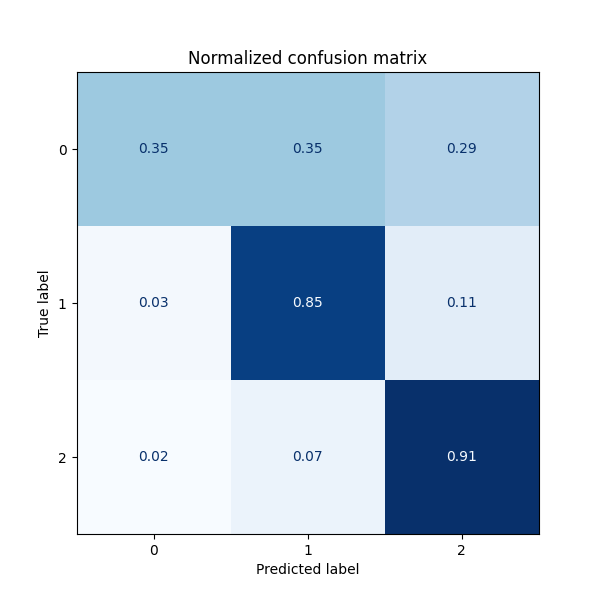 Normalized confusion matrix
0 0.35 0.35 0.29
1 0.03 0.85 0.11
2 0.02 0.07 0.91
0 1 2
True label
Predicted label